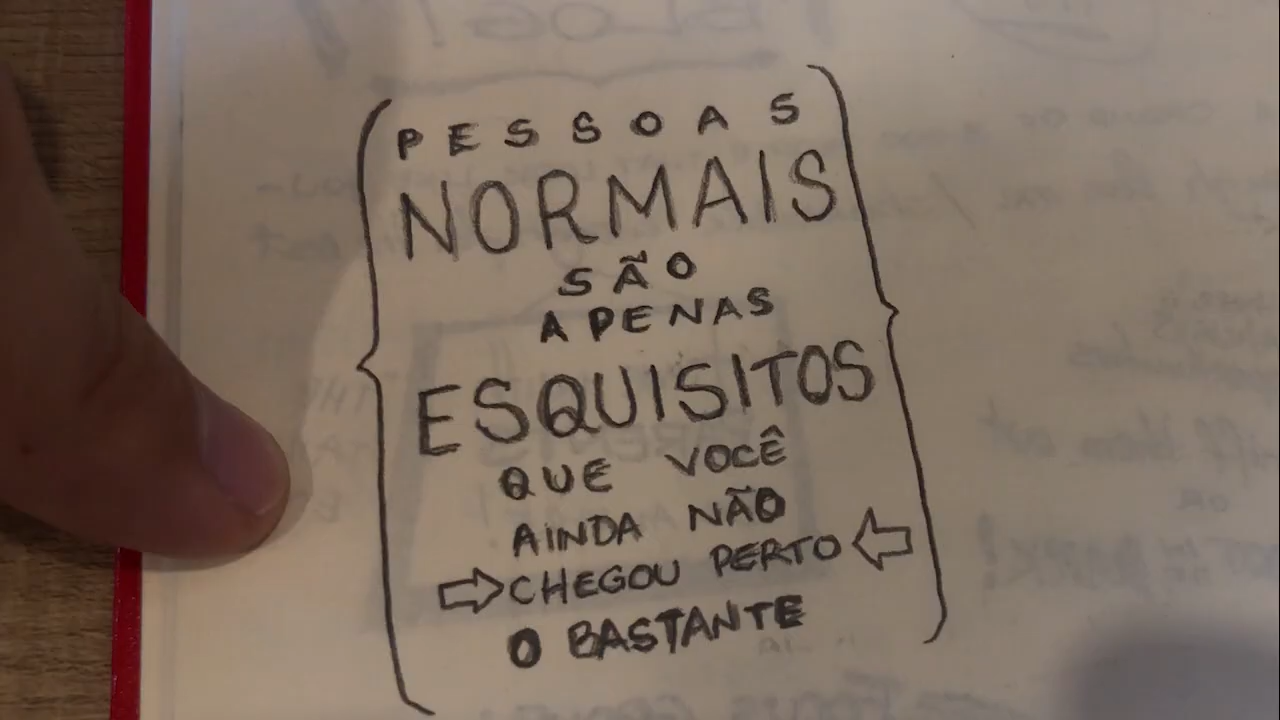 PESSOAS
NORMAIS
SÃO
APENAS
ESQUISITOS
QUE VOCÊ
AINDA NÃO
CHEGOU PERTO
O BASTANTE